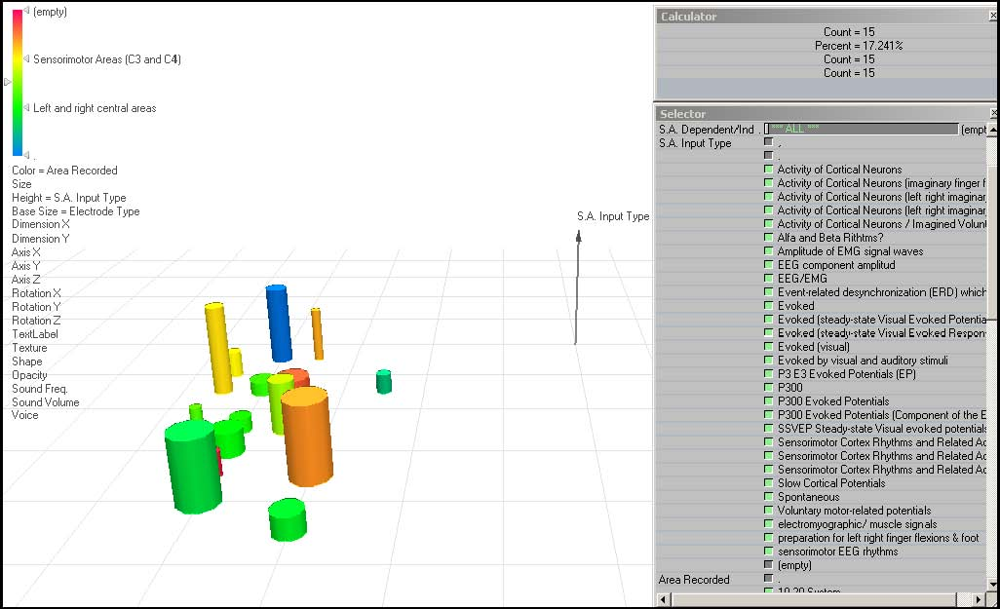 (empty)
Sensorimotor Areas (C3 and C4)
Left and right central areas
.
Color = Area Recorded
Size
Height = S.A. Input Type
Base Size = Electrode Type
Dimension X
Dimension Y
Axis X
Axis Y
Axis Z
Rotation X
Rotation Y
Rotation Z
TextLabel
Texture
Shape
Opacity
Sound Freq.
Sound Volume
Voice
S.A. Input Type
Calculator
Count = 15
Percent = 17.241%
Count = 15
Count = 15
Selector
S.A. Dependent/Ind . *** ALL *** (empt
S.A. Input Type .
.
Activity of Cortical Neurons
Activity of Cortical Neurons (imaginary finger f
Activity of Cortical Neurons (left right imaginar
Activity of Cortical Neurons (left right imaginar
Activity of Cortical Neurons / Imagined Volun
Alfa and Beta Rithtms?
Amplitude of EMG signal waves
EEG component amplitud
EEG/EMG
Event-related desynchronization (ERD) which
Evoked
Evoked (steady-state Visual Evoked Potentia
Evoked (steady-state Visual Evoked Respon
Evoked (visual)
Evoked by visual and auditory stimuli
P3 E3 Evoked Potentials (EP)
P300
P300 Evoked Potentials
P300 Evoked Potentials (Component of the E
SSVEP Steady-state Visual evoked potentials
Sensorimotor Cortex Rhythms and Related Ac
Sensorimotor Cortex Rhythms and Related Ac
Sensorimotor Cortex Rhythms and Related Ac
Slow Cortical Potentials
Spontaneous
Voluntary motor-related potentials
electromyographic/ muscle signals
preparation for left right finger flexions & foot
sensorimotor EEG rhythms
(empty)
Area Recorded .
10-20 System